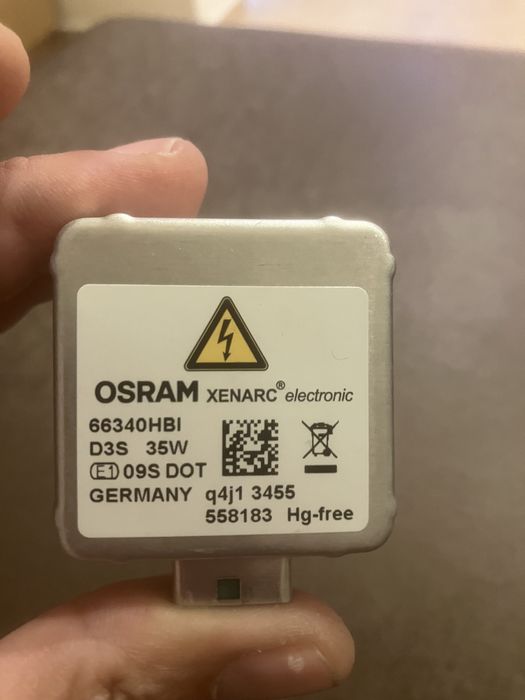 OSRAM XENARC® electronic
66340HBI
D3S 35W
E1 09S DOT
GERMANY q4j1 3455
558183 Hg-free